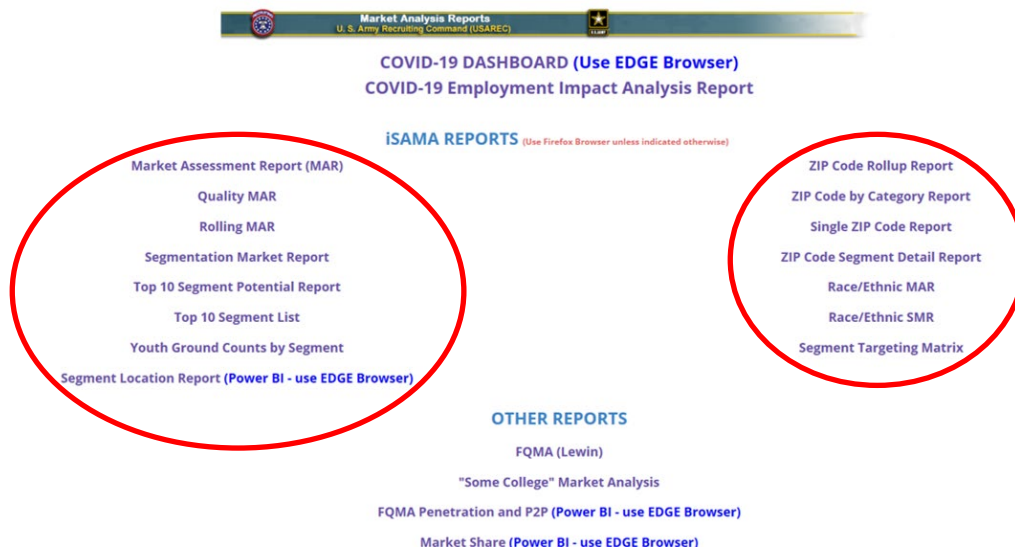 Market Analysis Reports
U. S. Army Recruiting Command (USAREC)
COVID-19 DASHBOARD (Use EDGE Browser)
COVID-19 Employment Impact Analysis Report
iSAMA REPORTS (Use Firefox Browser unless indicated otherwise)
Market Assessment Report (MAR)
Quality MAR
Rolling MAR
Segmentation Market Report
Top 10 Segment Potential Report
Top 10 Segment List
Youth Ground Counts by Segment
Segment Location Report (Power BI - use EDGE Browser)
ZIP Code Rollup Report
ZIP Code by Category Report
Single ZIP Code Report
ZIP Code Segment Detail Report
Race/Ethnic MAR
Race/Ethnic SMR
Segment Targeting Matrix
OTHER REPORTS
FQMA (Lewin)
"Some College" Market Analysis
FQMA Penetration and P2P (Power BI - use EDGE Browser)
Market Share (Power BI - use EDGE Browser)